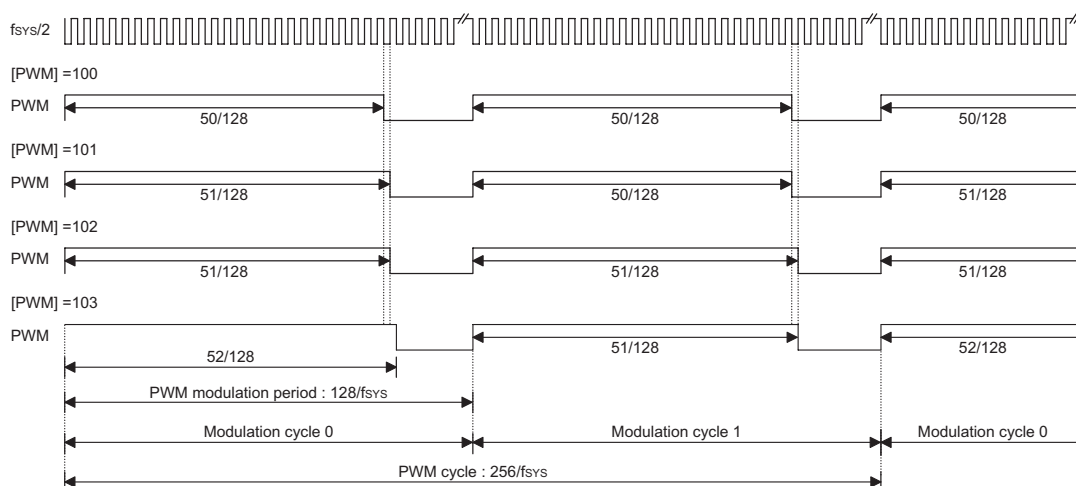 fSYS/2
[PWM] =100
PWM
50/128 50/128 50/128
[PWM] =101
PWM
51/128 50/128 51/128
[PWM] =102
PWM
51/128 51/128 51/128
[PWM] =103
PWM
52/128 51/128 52/128
PWM modulation period : 128/fSYS
Modulation cycle 0 Modulation cycle 1 Modulation cycle 0
PWM cycle : 256/fSYS